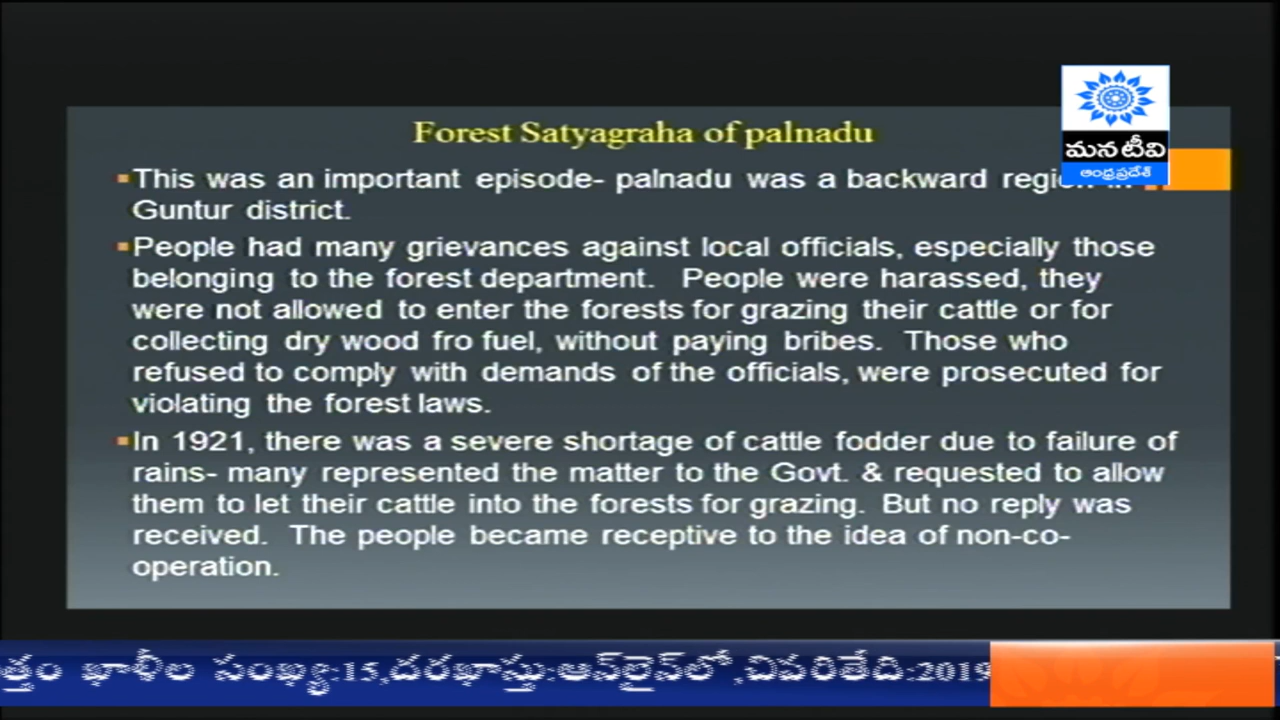 Forest Satyagraha of palnadu
మన టీవి
ఆంధ్రప్రదేశ్
▪This was an important episode- palnadu was a backward region in
Guntur district.
▪People had many grievances against local officials, especially those
belonging to the forest department. People were harassed, they
were not allowed to enter the forests for grazing their cattle or for
collecting dry wood fro fuel, without paying bribes. Those who
refused to comply with demands of the officials, were prosecuted for
violating the forest laws.
▪In 1921, there was a severe shortage of cattle fodder due to failure of
rains- many represented the matter to the Govt. & requested to allow
them to let their cattle into the forests for grazing. But no reply was
received. The people became receptive to the idea of non-co-
operation.
ఖాళీల సంఖ్య:15,దరఖాస్తు:ఆన్‌లైన్‌లో ,చివరితేది:2019